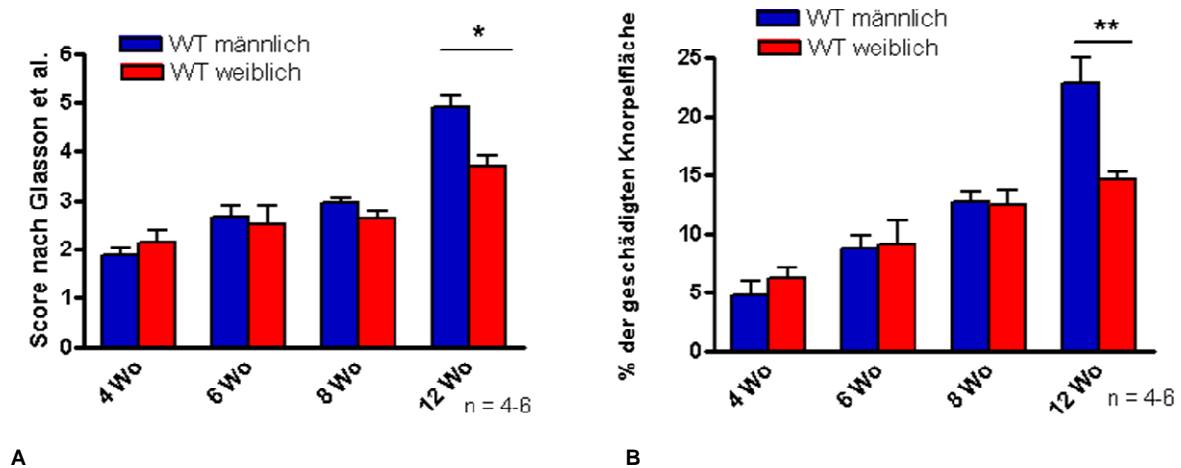 WT männlich
WT weiblich
*
Score nach Glasson et al.
6
5
4
3
2
1
0
4 Wo
6 Wo
8 Wo
12 Wo
n = 4-6
A
WT männlich
WT weiblich
**
% der geschädigten Knorpelfläche
25
20
15
10
5
0
4 Wo
6 Wo
8 Wo
12 Wo
n = 4-6
B